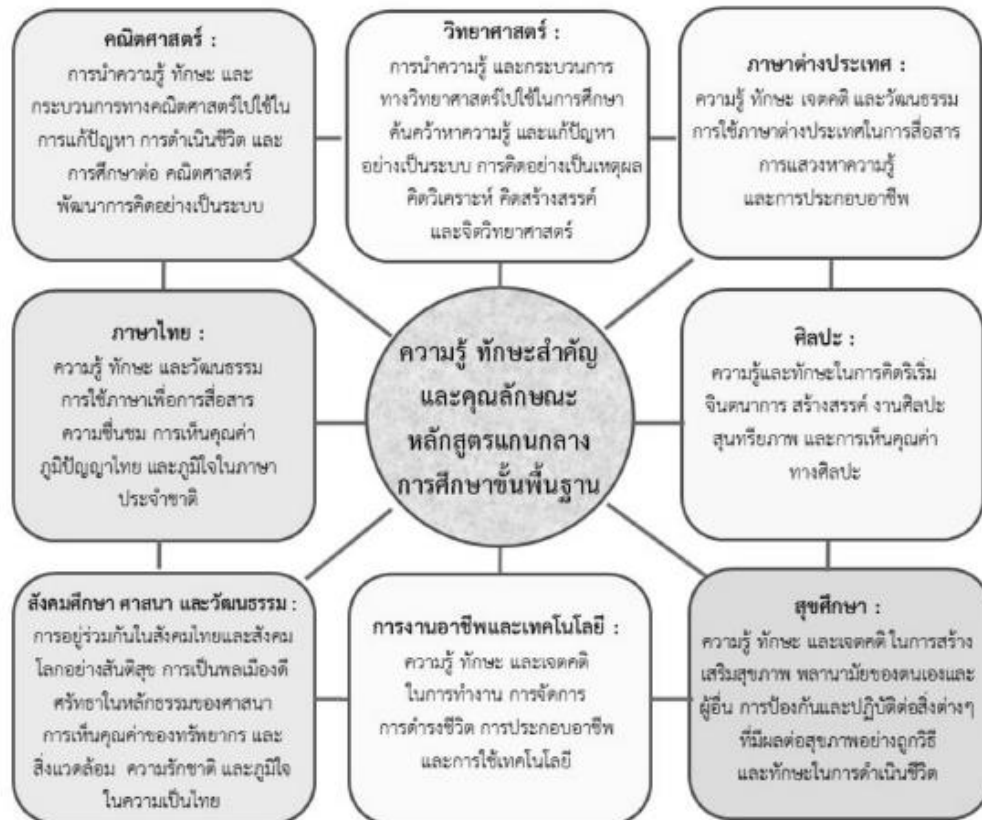 คณิตศาสตร์ :
การนำความรู้ ทักษะ และ
กระบวนการทางคณิตศาสตร์ไปใช้ใน
การแก้ปัญหา การดำเนินชีวิต และ
การศึกษาต่อ คณิตศาสตร์
พัฒนาการคิดอย่างเป็นระบบ
วิทยาศาสตร์ :
การนำความรู้ และกระบวนการ
ทางวิทยาศาสตร์ไปใช้ในการศึกษา
ค้นคว้าหาความรู้ และแก้ปัญหา
อย่างเป็นระบบ การคิดอย่างเป็นเหตุผล
คิดวิเคราะห์ คิดสร้างสรรค์
และจิตวิทยาศาสตร์
ภาษาต่างประเทศ :
ความรู้ ทักษะ เจตคติ และวัฒนธรรม
การใช้ภาษาต่างประเทศในการสื่อสาร
การแสวงหาความรู้
และการประกอบอาชีพ
ภาษาไทย :
ความรู้ ทักษะ และวัฒนธรรม
การใช้ภาษาเพื่อการสื่อสาร
ความชื่นชม การเห็นคุณค่า
ภูมิปัญญาไทย และภูมิใจในภาษา
ประจำชาติ
ความรู้ ทักษะสำคัญ
และคุณลักษณะ
หลักสูตรแกนกลาง
การศึกษาขั้นพื้นฐาน
ศิลปะ :
ความรู้และทักษะในการคิดริเริ่ม
จินตนาการ สร้างสรรค์ งานศิลปะ
สุนทรียภาพ และการเห็นคุณค่า
ทางศิลปะ
สังคมศึกษา ศาสนา และวัฒนธรรม :
การอยู่ร่วมกันในสังคมไทยและสังคม
โลกอย่างสันติสุข การเป็นพลเมืองดี
ศรัทธาในหลักธรรมของศาสนา
การเห็นคุณค่าของทรัพยากร และ
สิ่งแวดล้อม ความรักชาติ และภูมิใจ
ในความเป็นไทย
การงานอาชีพและเทคโนโลยี :
ความรู้ ทักษะ และเจตคติ
ในการทำงาน การจัดการ
การดำรงชีวิต การประกอบอาชีพ
และการใช้เทคโนโลยี
สุขศึกษา :
ความรู้ ทักษะ และเจตคติ ในการสร้าง
เสริมสุขภาพ พลานามัยของตนเองและ
ผู้อื่น การป้องกันและปฏิบัติต่อสิ่งต่างๆ
ที่มีผลต่อสุขภาพอย่างถูกวิธี
และทักษะในการดำเนินชีวิต